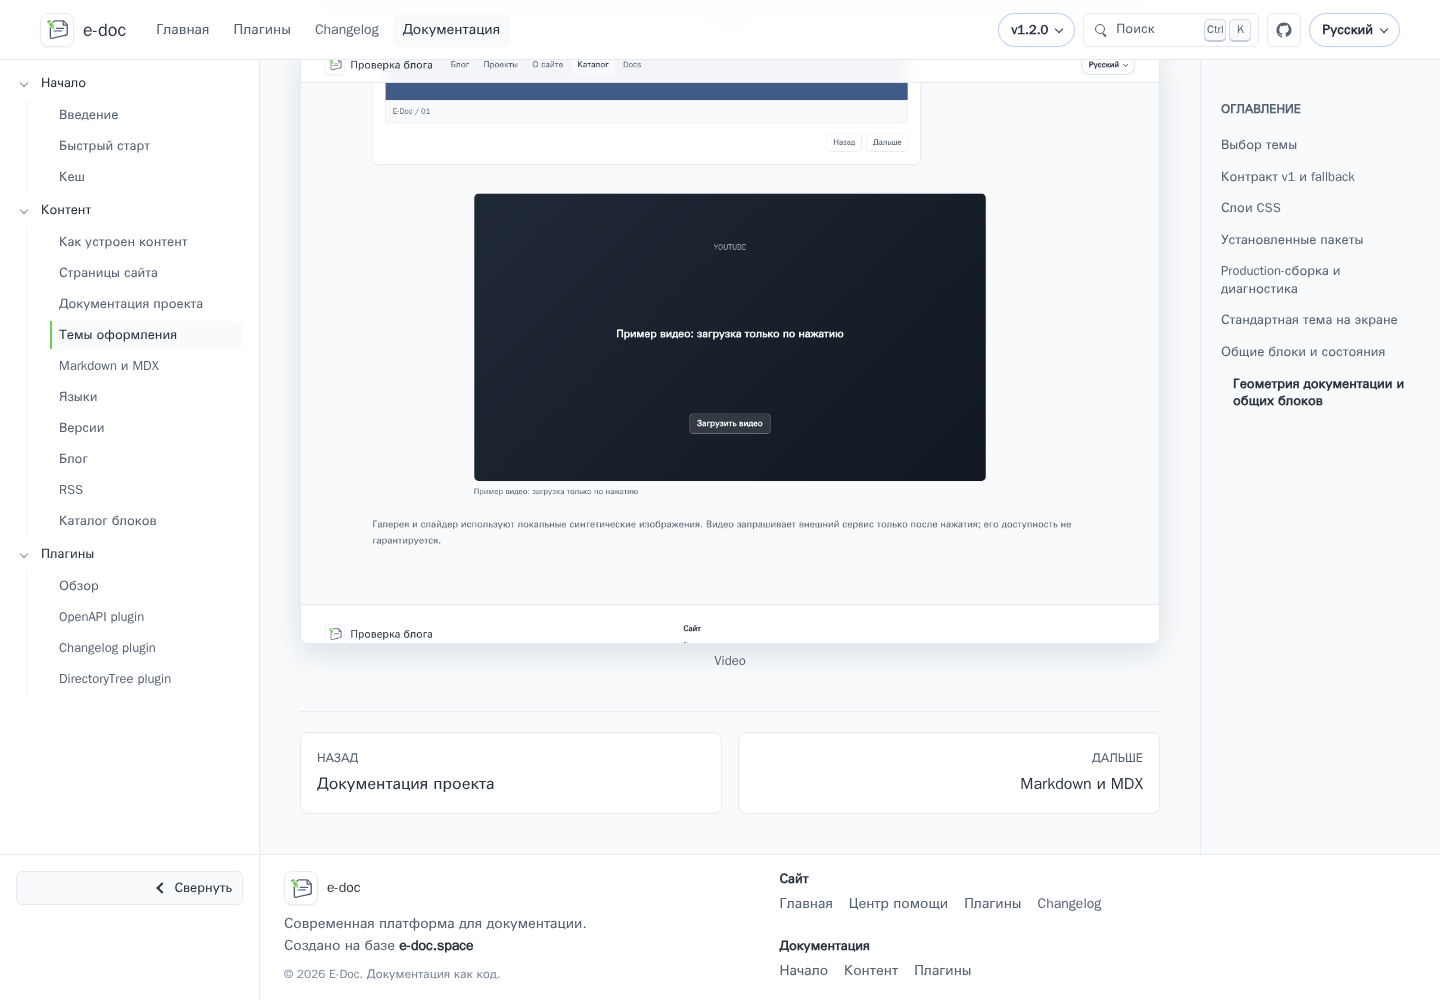 e-doc
Главная
Плагины
Changelog
Документация
v1.2.0
Поиск
Ctrl
K
Русский
Начало
Введение
Быстрый старт
Кеш
Контент
Как устроен контент
Страницы сайта
Документация проекта
Темы оформления
Markdown и MDX
Языки
Версии
Блог
RSS
Каталог блоков
Плагины
Обзор
OpenAPI plugin
Changelog plugin
DirectoryTree plugin
Свернуть
Проверка блога
Блог
Проекты
О сайте
Каталог
Docs
Русский
E-Doc / 01
Назад
Дальше
YOUTUBE
Пример видео: загрузка только по нажатию
Загрузить видео
Пример видео: загрузка только по нажатию
Галерея и слайдер используют локальные синтетические изображения. Видео запрашивает внешний сервис только после нажатия; его доступность не
гарантируется.
Проверка блога
Сайт
Video
НАЗАД
Документация проекта
ДАЛЬШЕ
Markdown и MDX
ОГЛАВЛЕНИЕ
Выбор темы
Контракт v1 и fallback
Слои CSS
Установленные пакеты
Production-сборка и
диагностика
Стандартная тема на экране
Общие блоки и состояния
Геометрия документации и
общих блоков
e-doc
Современная платформа для документации.
Создано на базе e-doc.space
© 2026 E-Doc. Документация как код.
Сайт
Главная
Центр помощи
Плагины
Changelog
Документация
Начало
Контент
Плагины